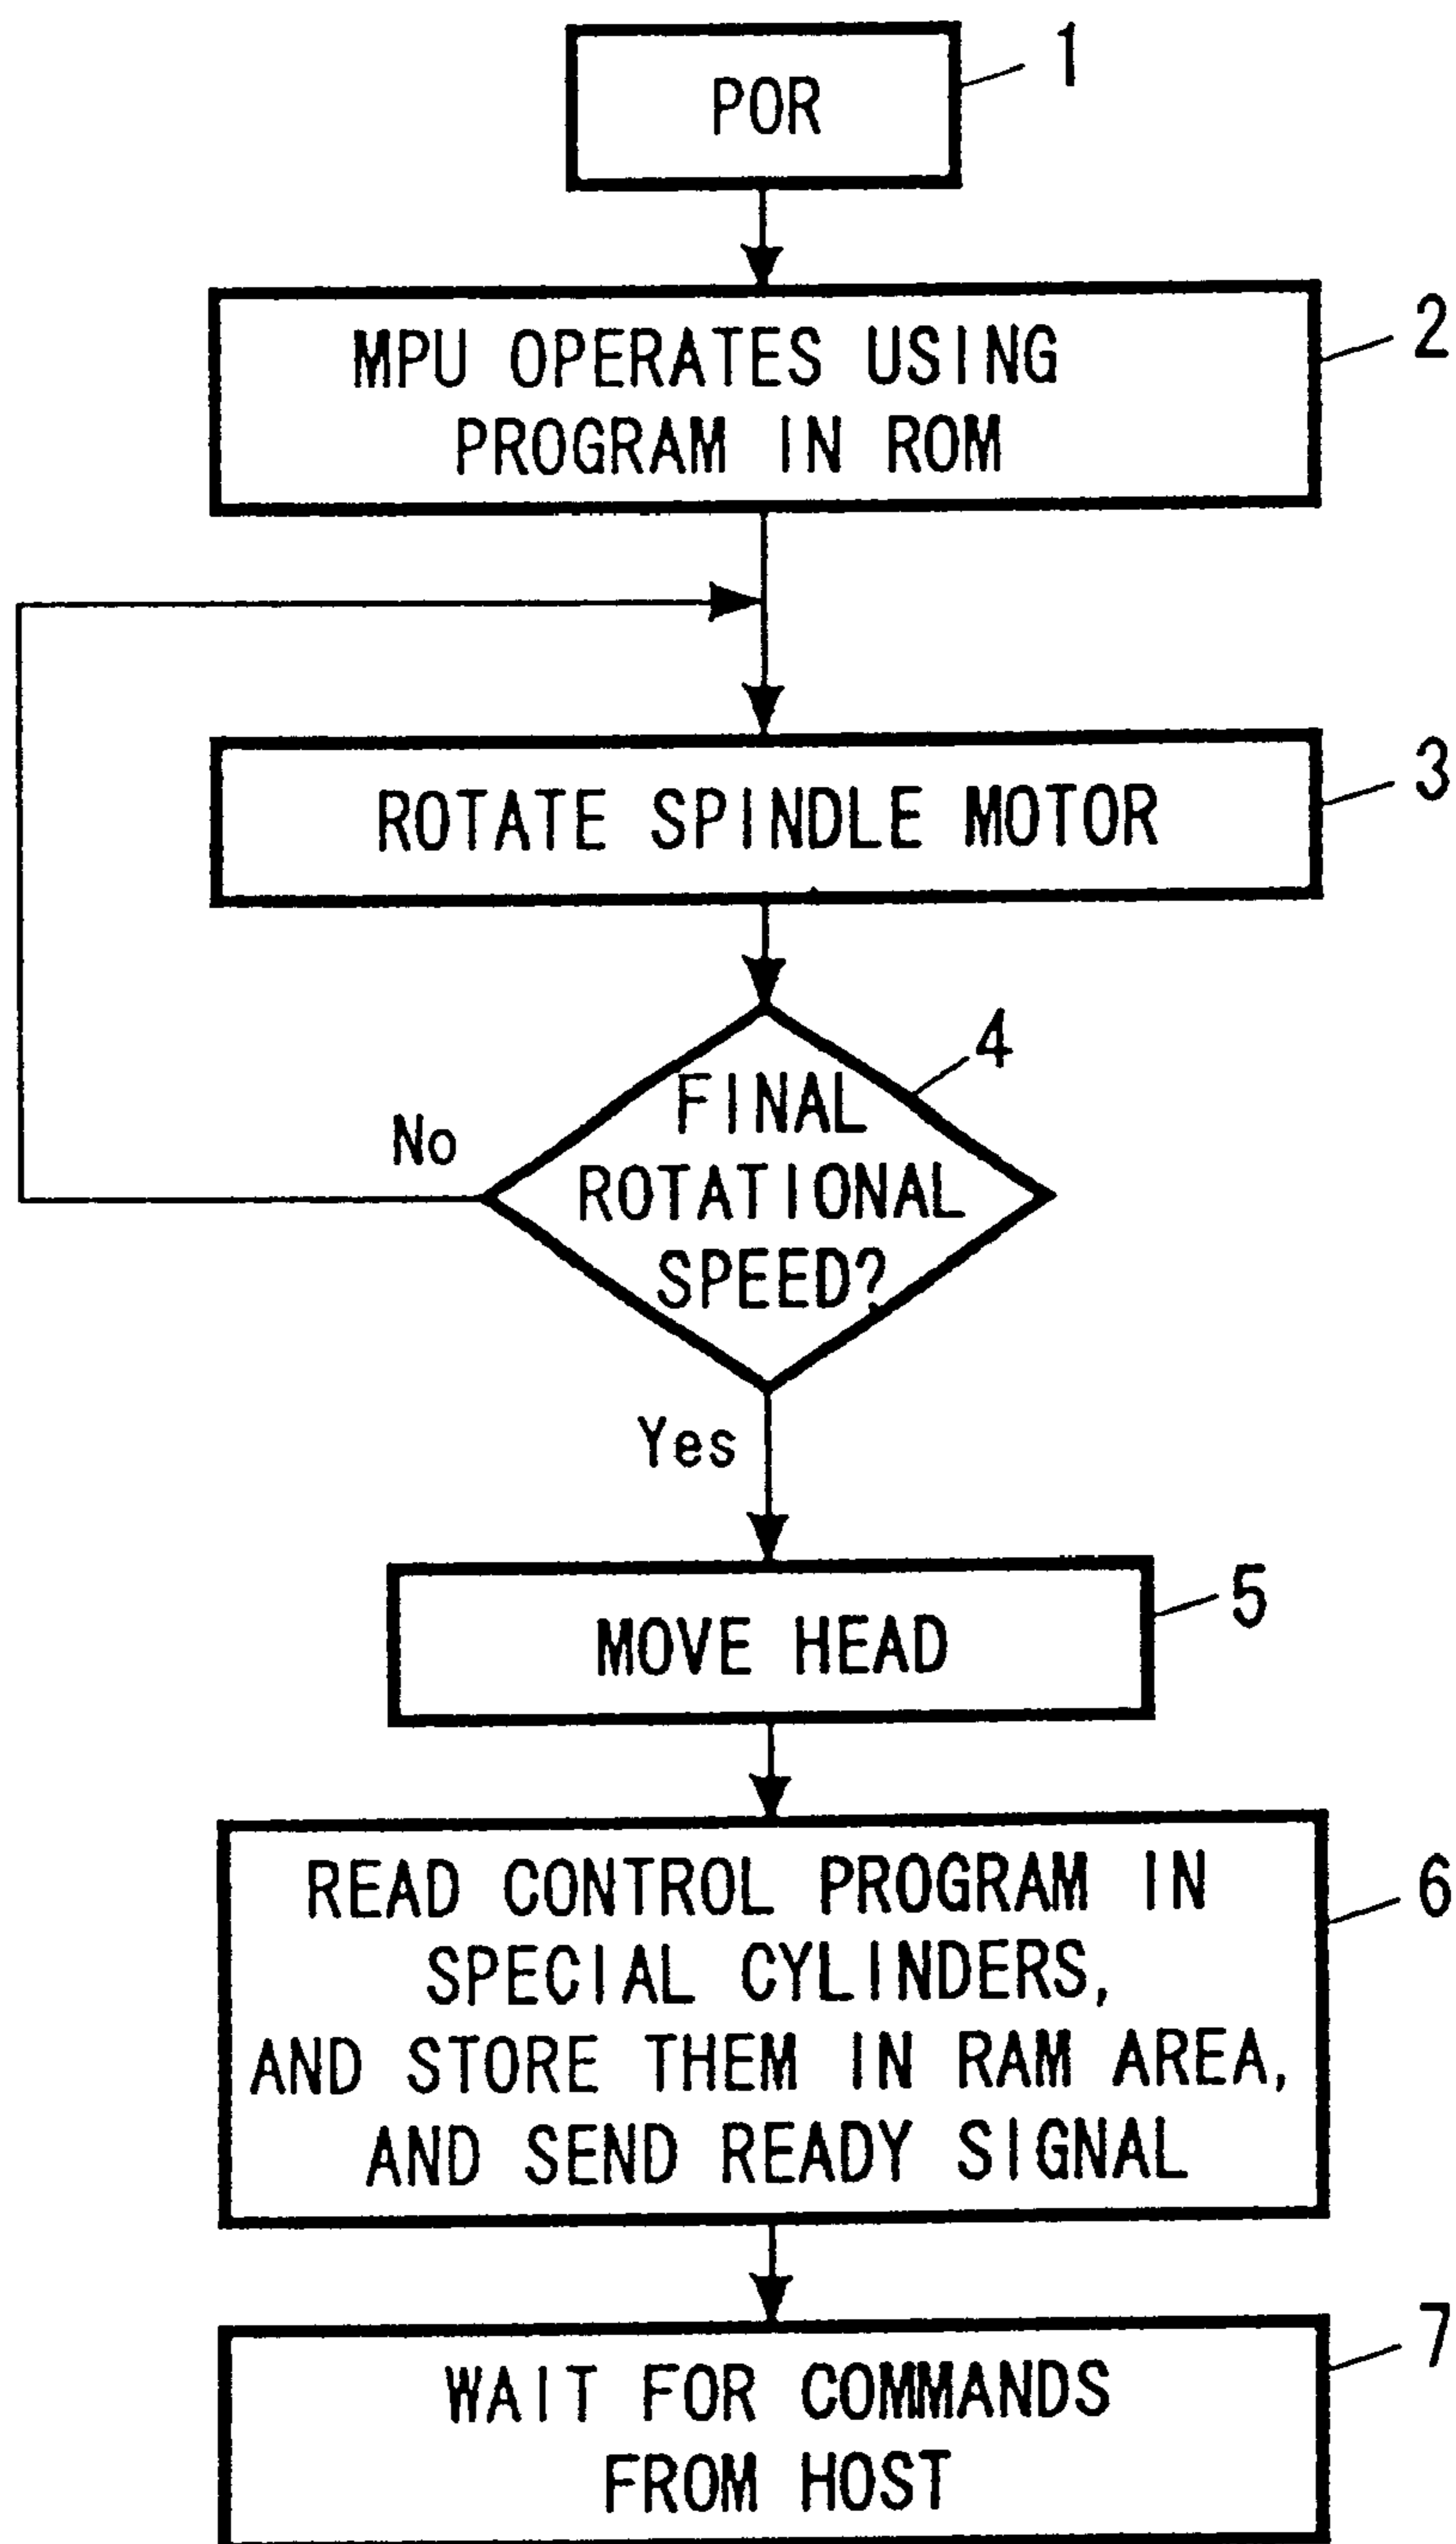 POR
1
MPU OPERATES USING
PROGRAM IN ROM
2
ROTATE SPINDLE MOTOR
3
4
FINAL
ROTATIONAL
SPEED?
No
Yes
MOVE HEAD
5
READ CONTROL PROGRAM IN
SPECIAL CYLINDERS,
AND STORE THEM IN RAM AREA,
AND SEND READY SIGNAL
6
WAIT FOR COMMANDS
FROM HOST
7